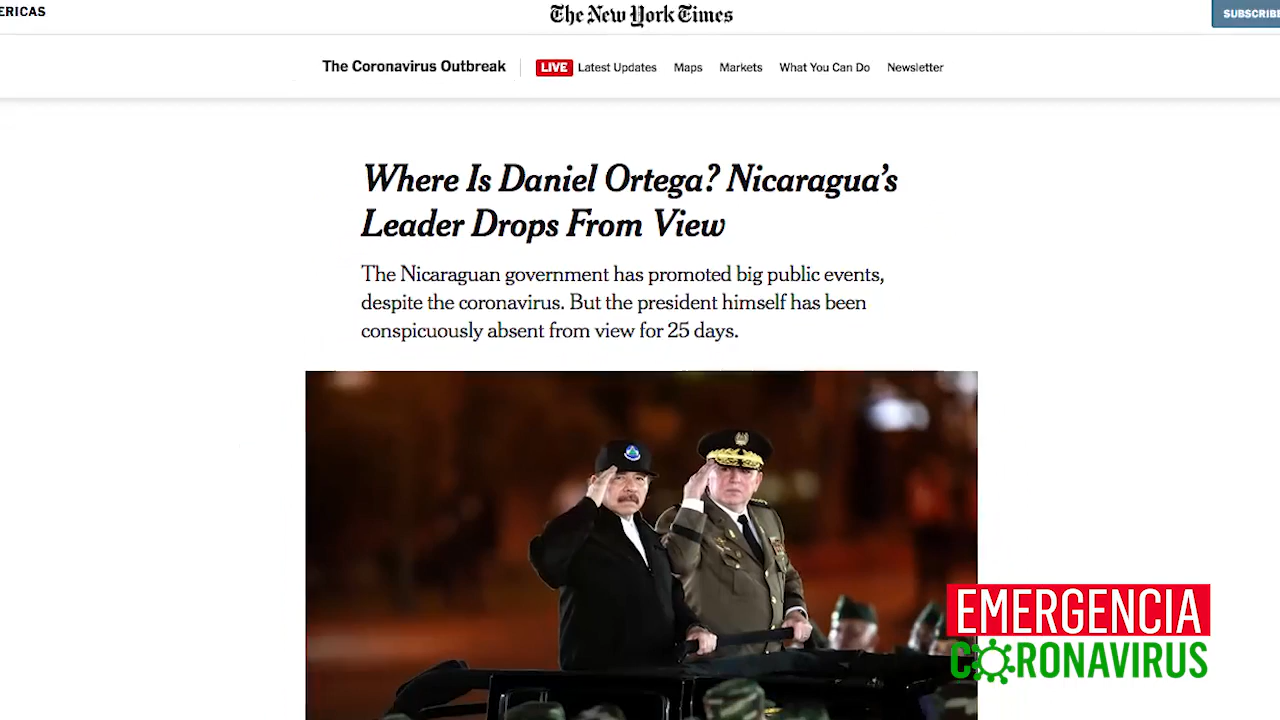 ERICAS
The New York Times
SUBSCRIBE
The Coronavirus Outbreak
LIVE Latest Updates Maps Markets What You Can Do Newsletter
Where Is Daniel Ortega? Nicaragua’s
Leader Drops From View
The Nicaraguan government has promoted big public events,
despite the coronavirus. But the president himself has been
conspicuously absent from view for 25 days.
EMERGENCIA
CORONAVIRUS